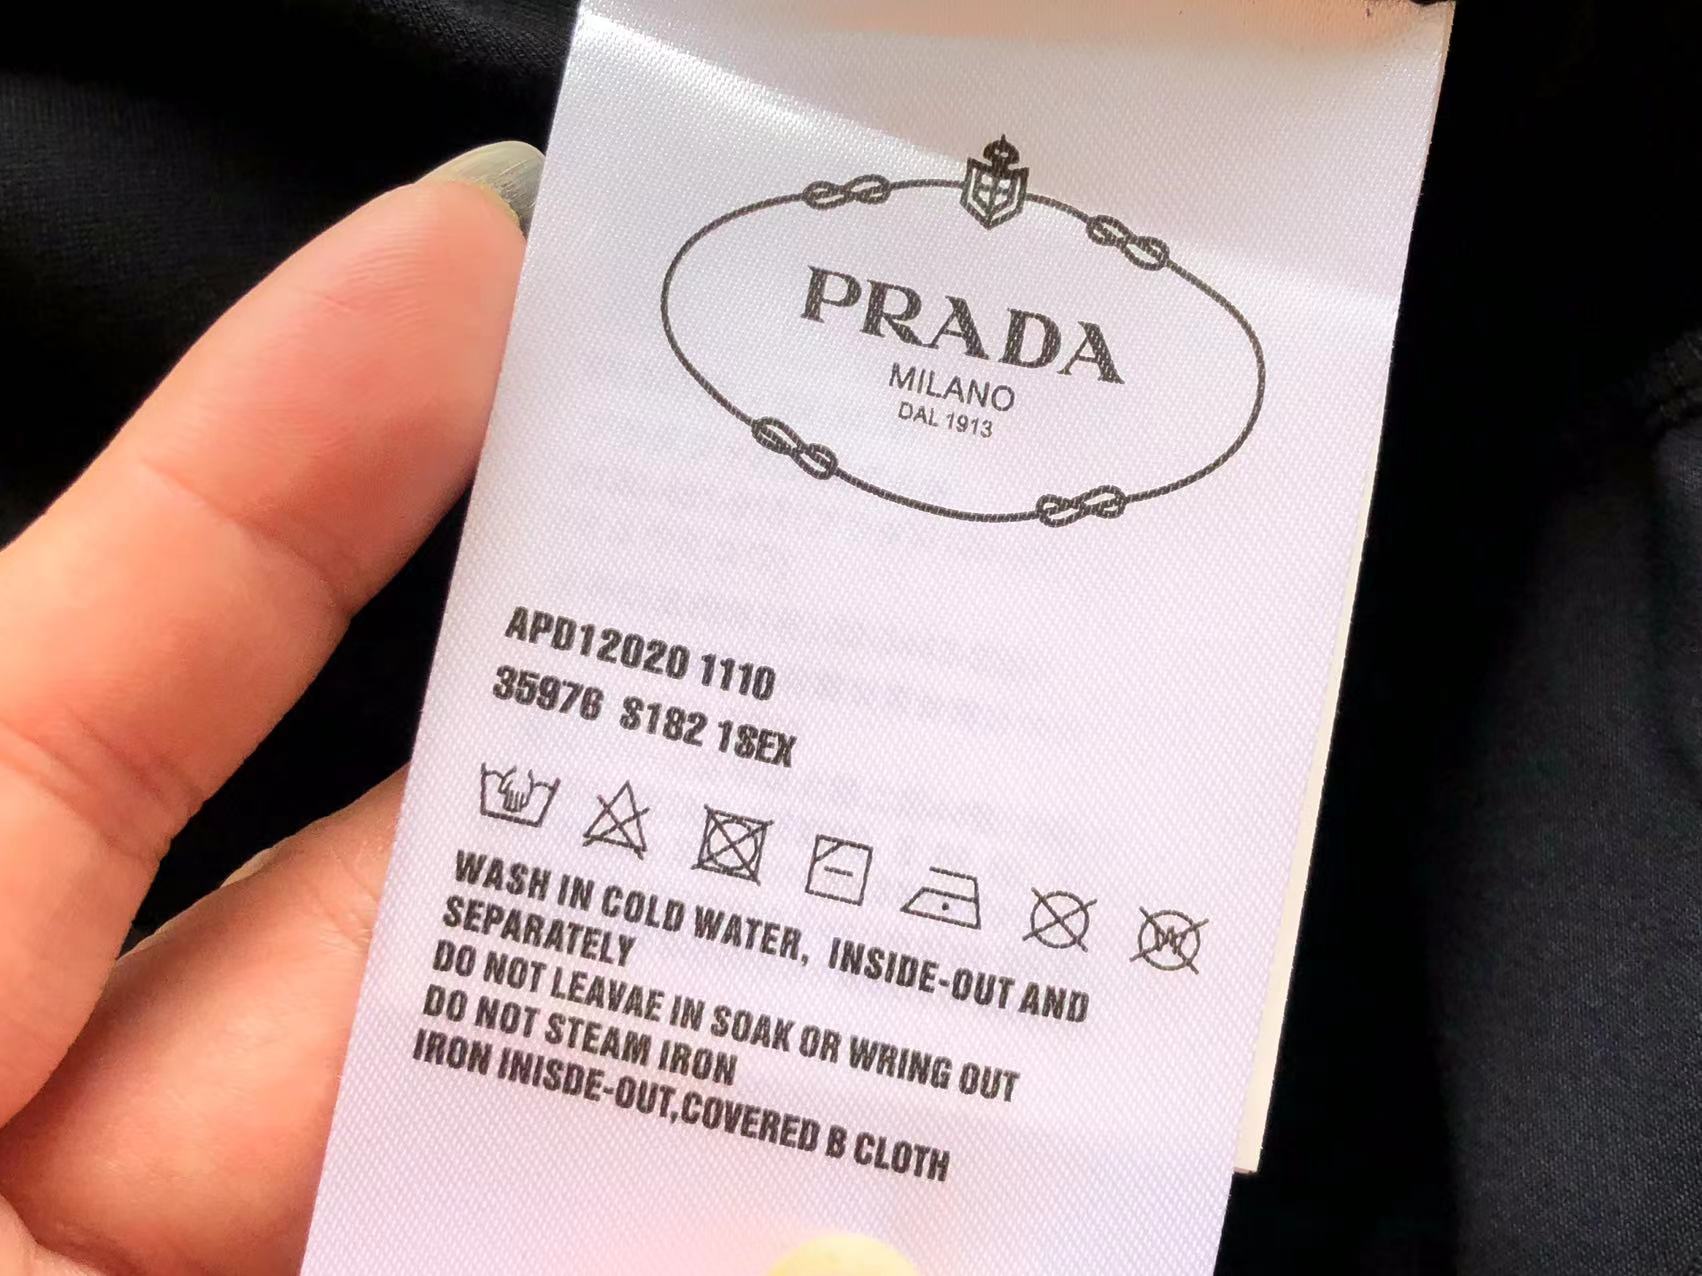 PRADA
MILANO
DAL 1913
APD12020 1110
35976 S182 1SEX
WASH IN COLD WATER, INSIDE-OUT AND
SEPARATELY
DO NOT LEAVAE IN SOAK OR WRING OUT
DO NOT STEAM IRON
IRON INISDE-OUT,COVERED B CLOTH